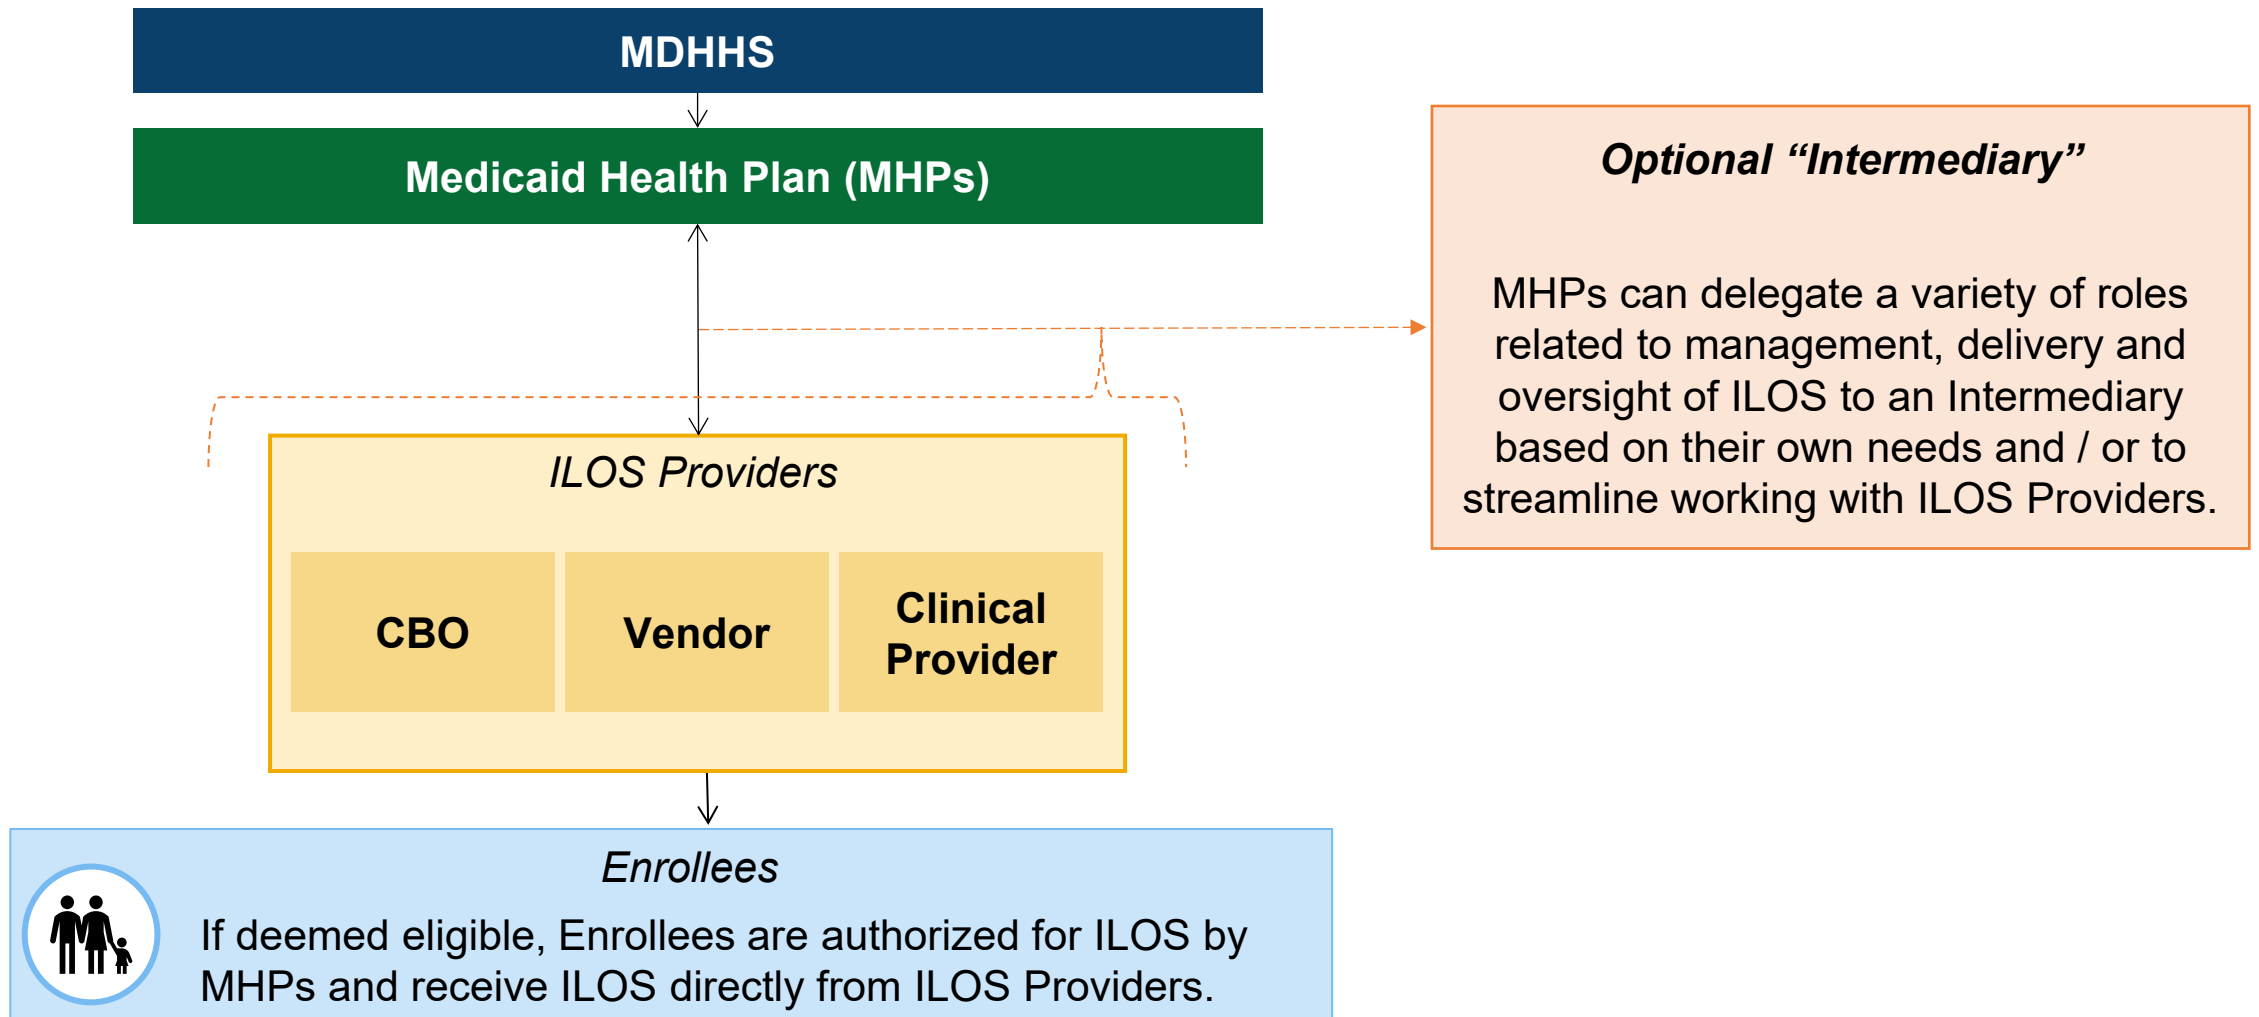 MDHHS
Medicaid Health Plan (MHPs)
Optional “Intermediary”
MHPs can delegate a variety of roles
related to management, delivery and
oversight of ILOS to an Intermediary
based on their own needs and / or to
streamline working with ILOS Providers.
ILOS Providers
CBO
Vendor
Clinical
Provider
Enrollees
If deemed eligible, Enrollees are authorized for ILOS by
MHPs and receive ILOS directly from ILOS Providers.